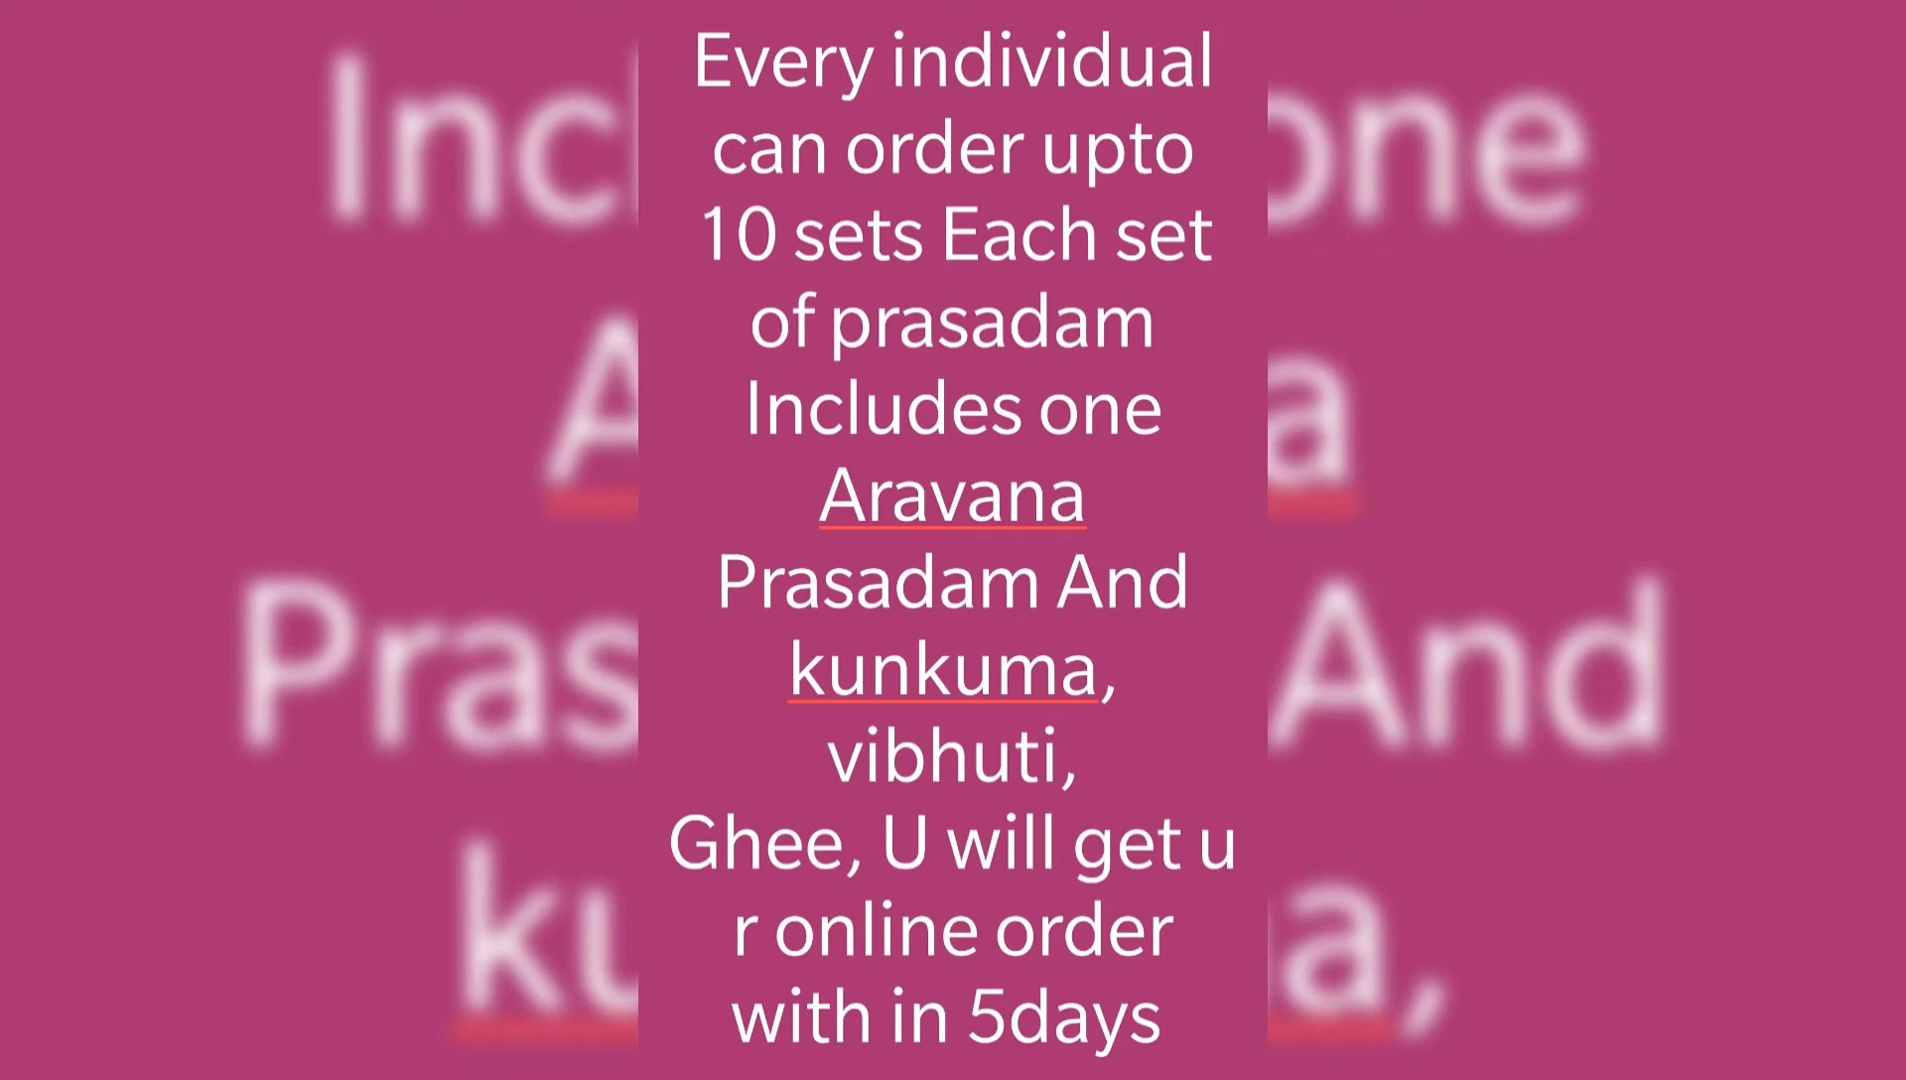 Every individual
can order upto
10 sets Each set
of prasadam
Includes one
Aravana
Prasadam And
kunkuma,
vibhuti,
Ghee, U will get u
r online order
with in 5days